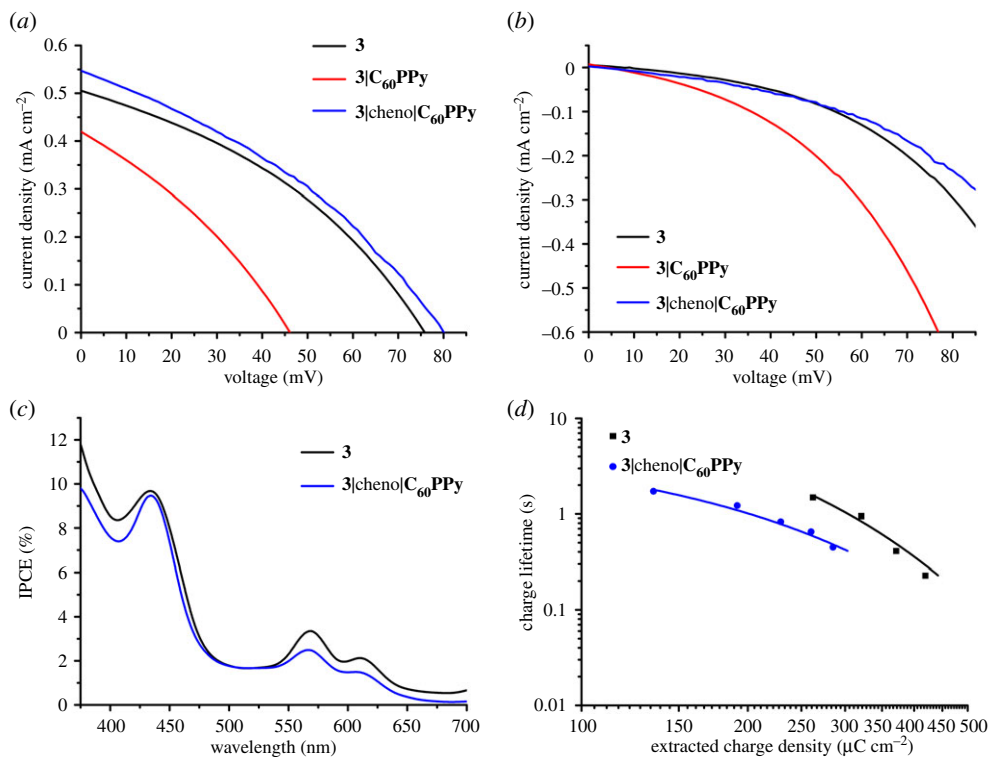 (a)
0.6
0.5
0.4
0.3
0.2
0.1
0
0 10 20 30 40 50 60 70 80
voltage (mV)
current density (mA cm–2)
3
3|C60PPy
3|cheno|C60PPy
(b)
0
–0.1
–0.2
–0.3
–0.4
–0.5
–0.6
0 10 20 30 40 50 60 70 80
voltage (mV)
current density (mA cm–2)
3
3|C60PPy
3|cheno|C60PPy
(c)
12
10
8
6
4
2
0
400 450 500 550 600 650 700
wavelength (nm)
IPCE (%)
3
3|cheno|C60PPy
(d)
10
1
0.1
0.01
100 150 200 250 300 350 400 450 500
extracted charge density (μC cm–2)
charge lifetime (s)
3
3|cheno|C60PPy